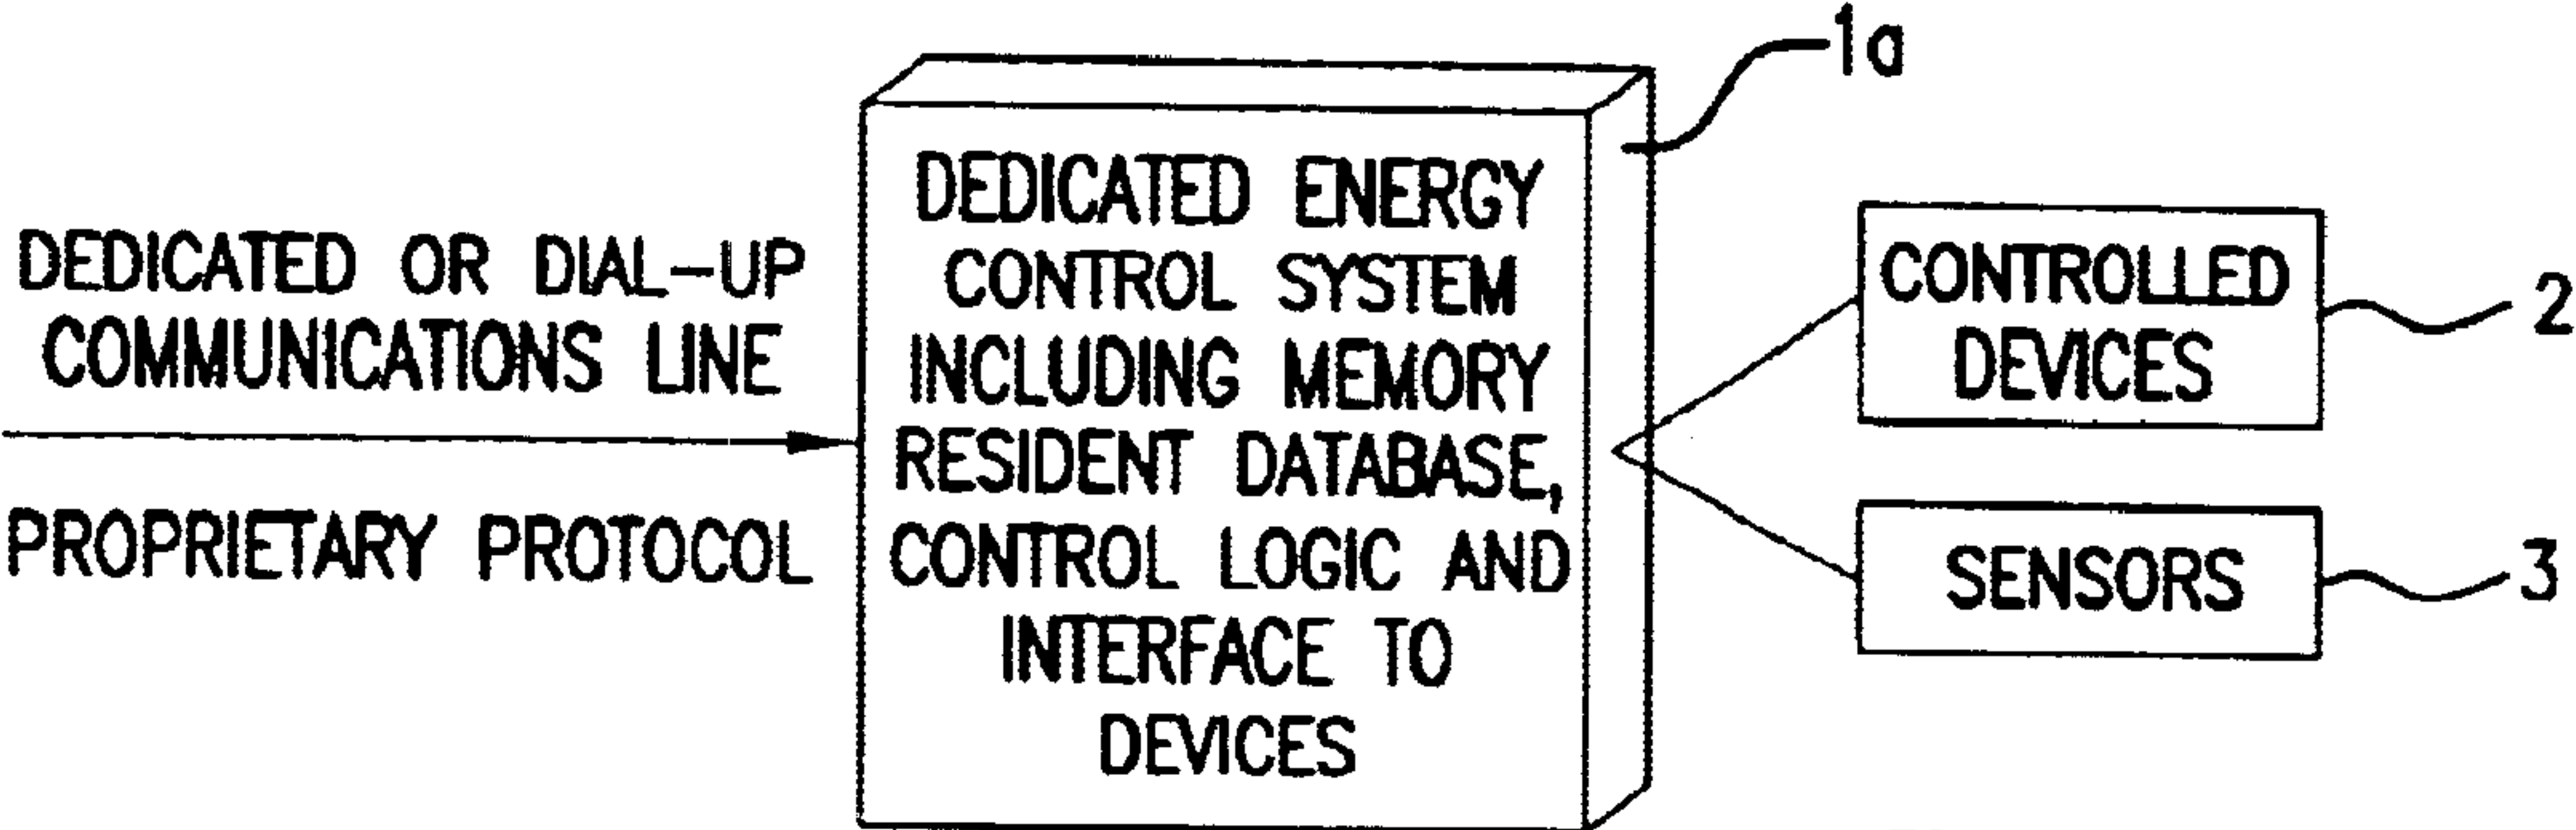 DEDICATED OR DIAL-UP
COMMUNICATIONS LINE
PROPRIETARY PROTOCOL
1a
DEDICATED ENERGY
CONTROL SYSTEM
INCLUDING MEMORY
RESIDENT DATABASE,
CONTROL LOGIC AND
INTERFACE TO
DEVICES
CONTROLLED
DEVICES
2
SENSORS
3